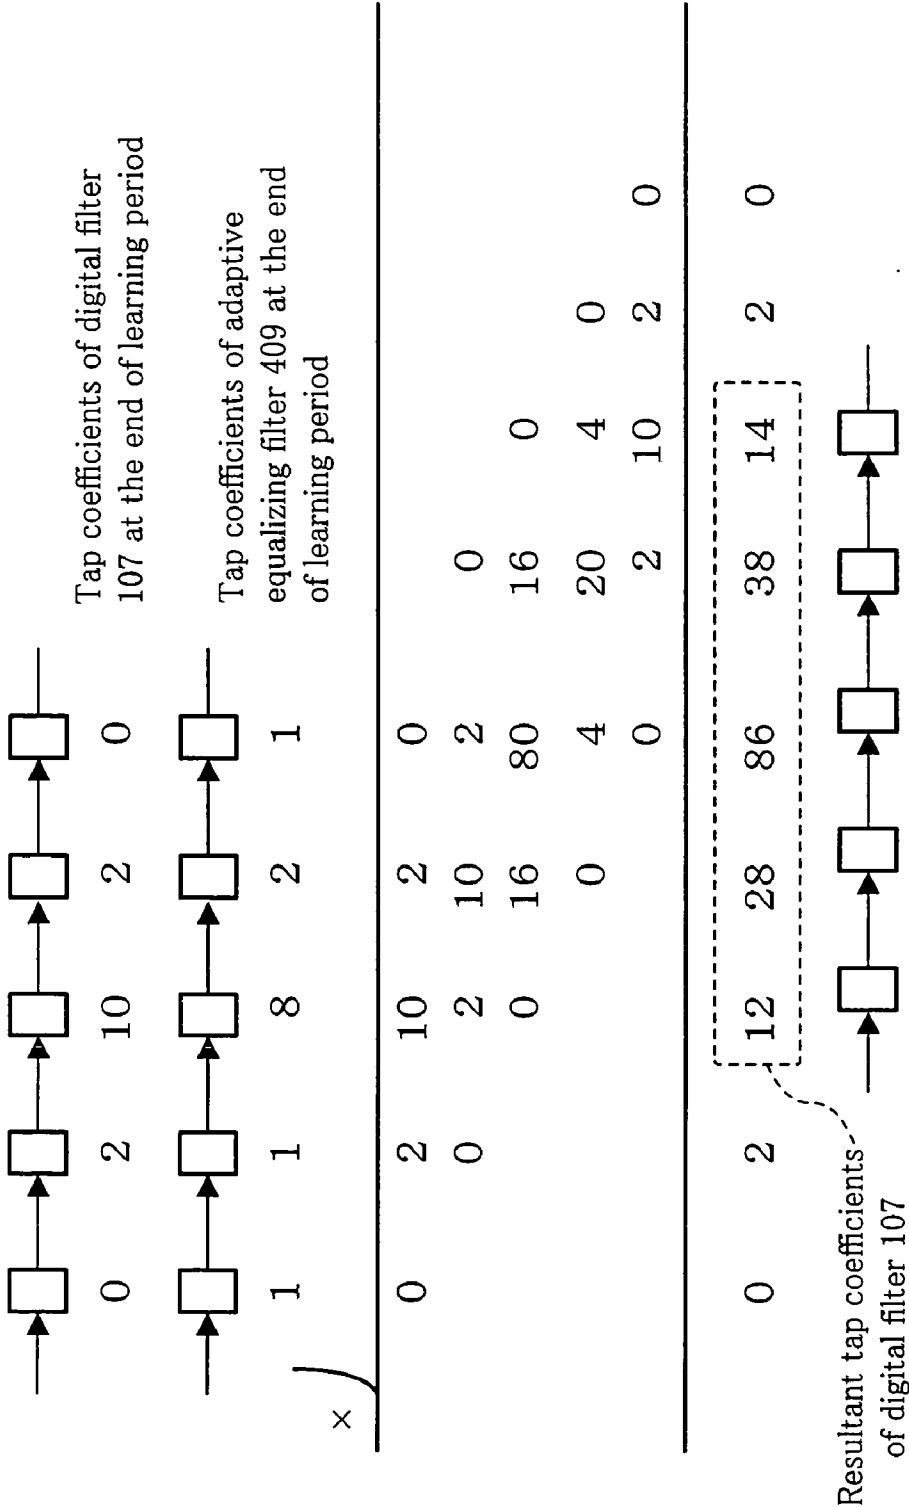 0 2 10 2 0
Tap coefficients of digital filter
107 at the end of learning period
1 1 8 2 1
Tap coefficients of adaptive
equalizing filter 409 at the end
of learning period
×
0 2 10 2 0
0 2 10 2 0
0 16 80 16 0
0 4 20 4 0
0 2 10 2 0
0 2 12 28 86 38 14 2 0
Resultant tap coefficients
of digital filter 107